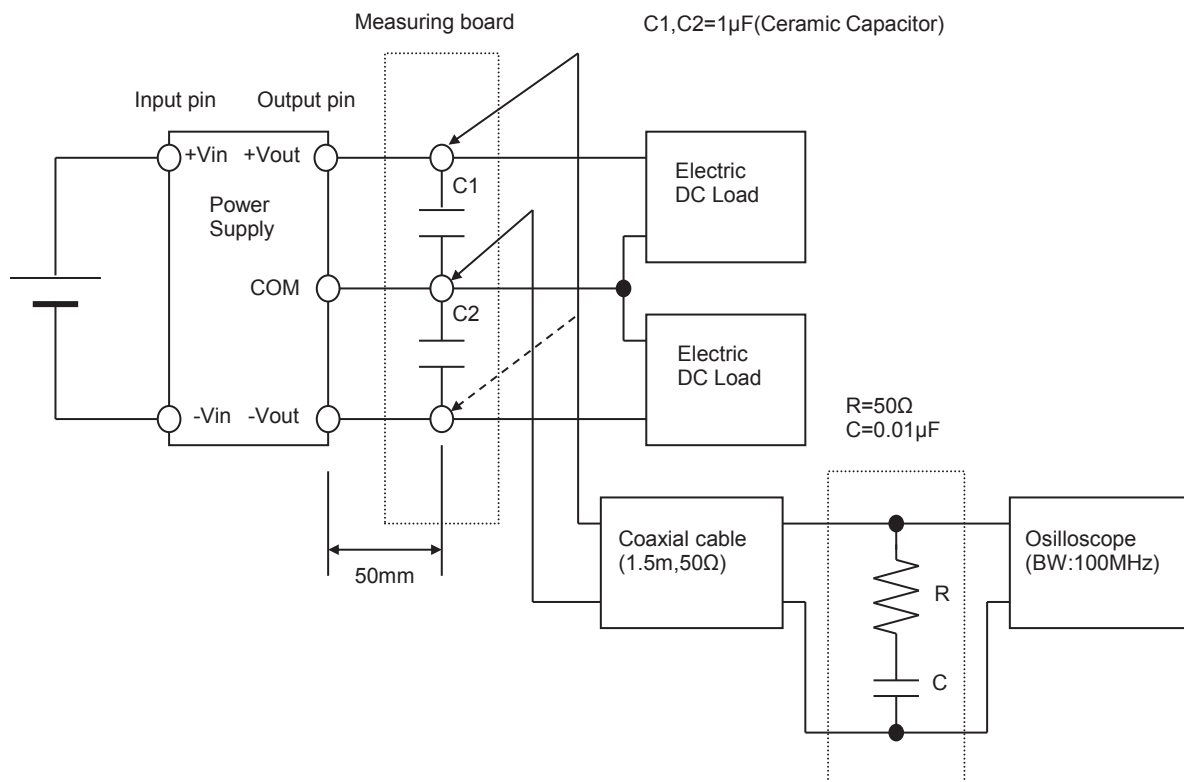 Measuring board
C1,C2=1μF(Ceramic Capacitor)
Input pin
Output pin
+Vin
+Vout
C1
Electric
DC Load
Power
Supply
COM
C2
Electric
DC Load
-Vin
-Vout
R=50Ω
C=0.01μF
50mm
Coaxial cable
(1.5m,50Ω)
R
C
Osilloscope
(BW:100MHz)